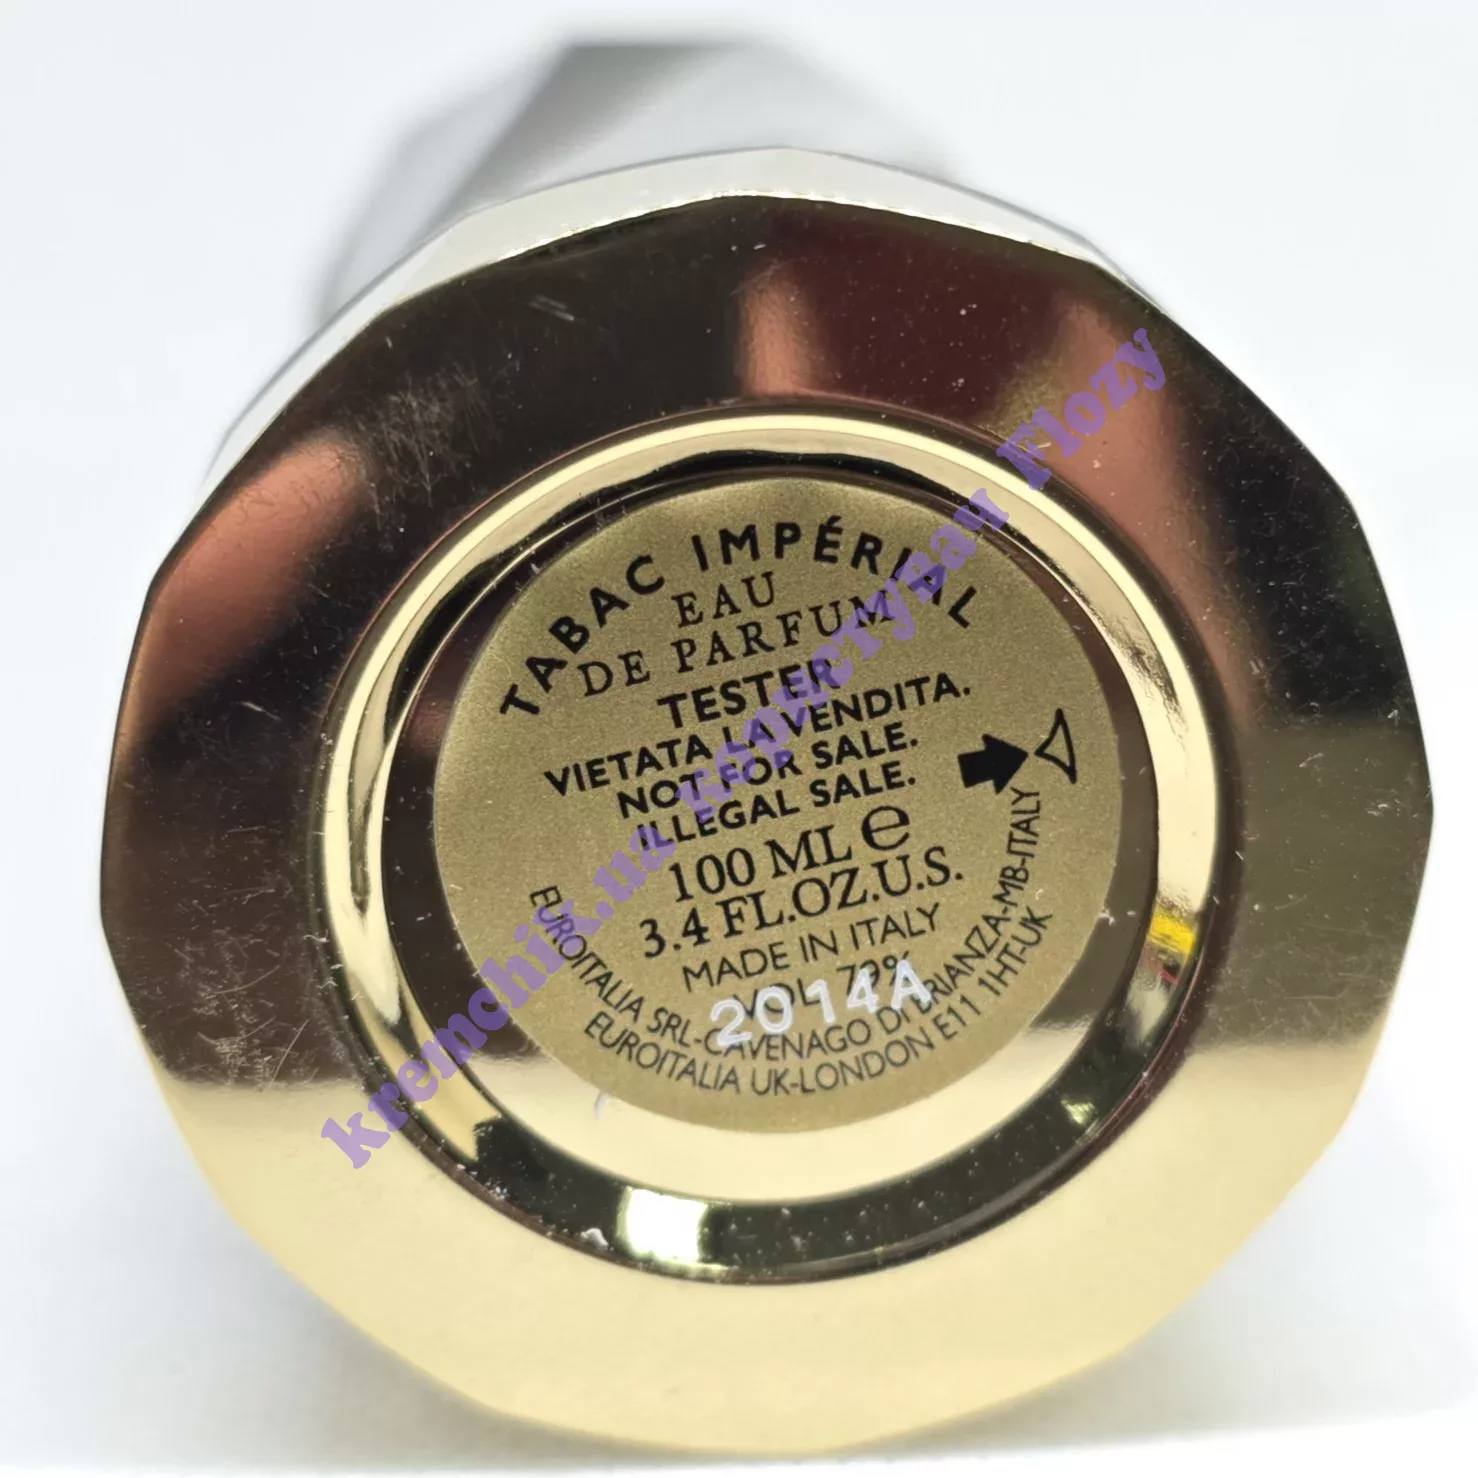 TABAC IMPÉRIAL
EAU
DE PARFUM
TESTER
VIETATA LA VENDITA.
NOT FOR SALE.
ILLEGAL SALE.
100 ML ℮
3.4 FL.OZ.U.S.
MADE IN ITALY
VOL 79%
2014A
EUROITALIA SRL-CAVENAGO DI BRIANZA-MB-ITALY
EUROITALIA UK-LONDON E11 1HT-UK
kremchik.ua користувач Flozy